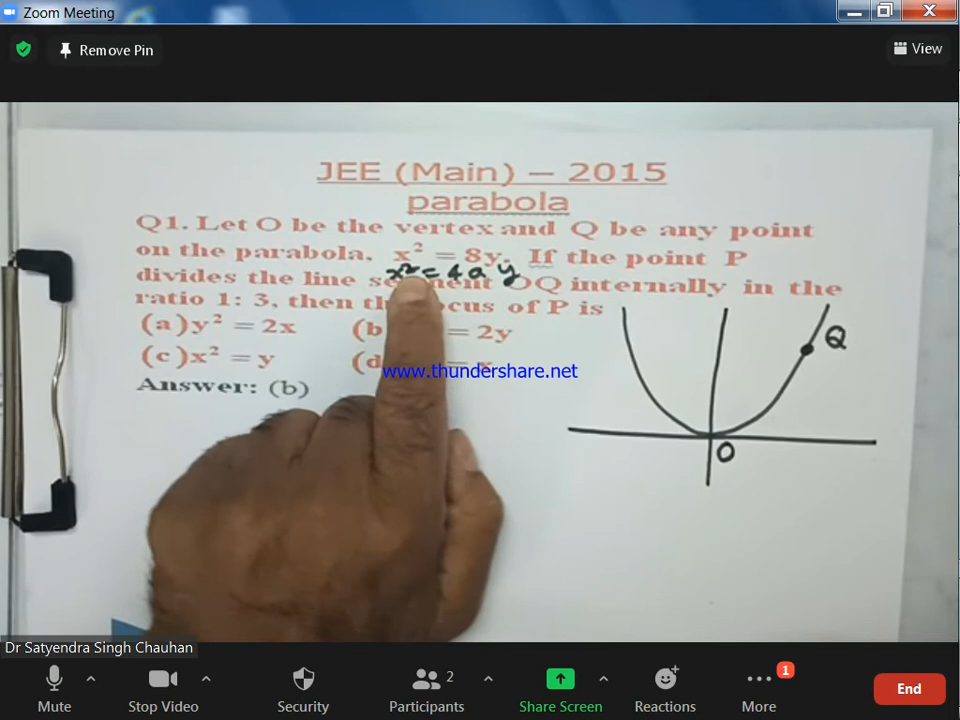 Zoom Meeting
Remove Pin
View
JEE (Main) – 2015
parabola
Q1. Let O be the vertex and Q be any point
on the parabola, x² = 8y. If the point P
x² = 4ay
divides the line segment OQ internally in the
ratio 1: 3, then the locus of P is
(a) y² = 2x (b = 2y
(c) x² = y (d = x
Answer: (b)
www.thundershare.net
Q
O
Dr Satyendra Singh Chauhan
Mute
Stop Video
Security
Participants 2
Share Screen
Reactions
More 1
End